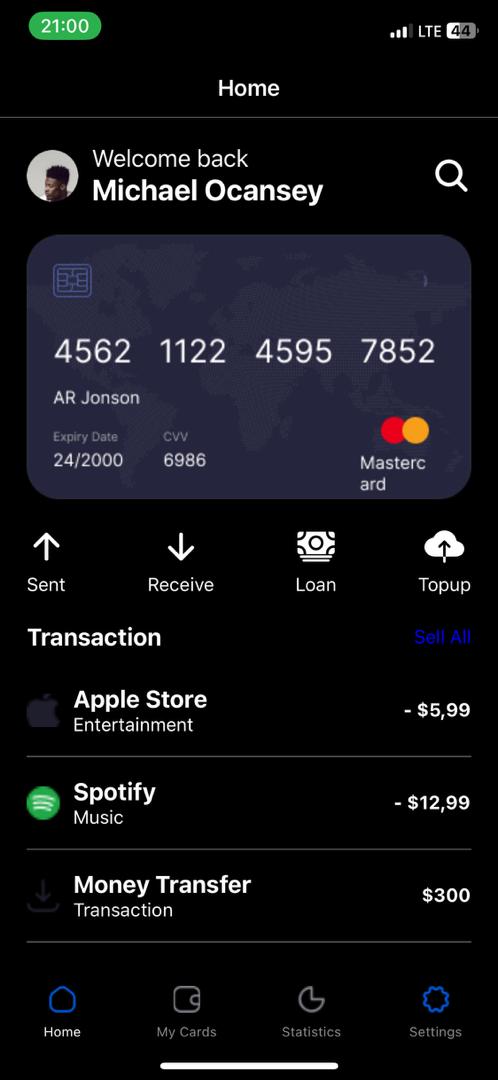 21:00
LTE 44
Home
Welcome back
Michael Ocansey
4562 1122 4595 7852
AR Jonson
Expiry Date CVV
24/2000 6986
Masterc
ard
Sent Receive Loan Topup
Transaction Sell All
Apple Store
Entertainment
- $5,99
Spotify
Music
- $12,99
Money Transfer
Transaction
$300
Home My Cards Statistics Settings